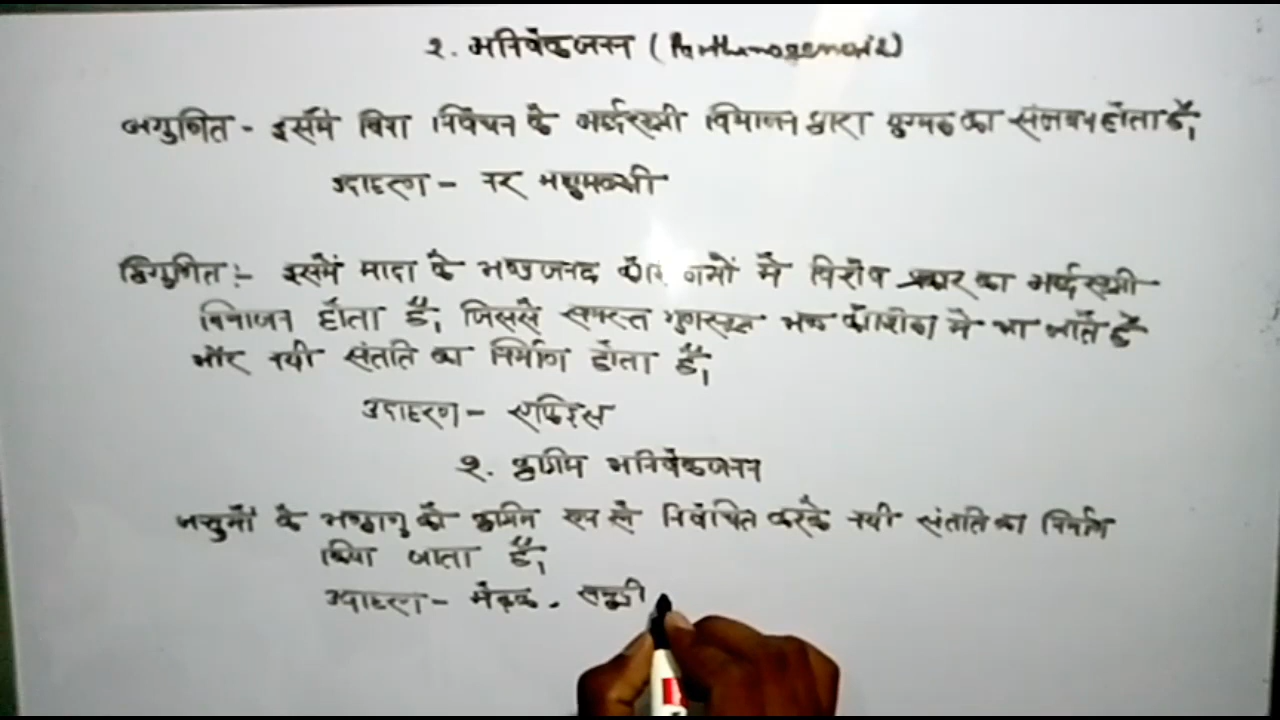 २. अनिषेकजनन (Parthenogenesis)
अगुणित - इसमें बिना निषेचन के अर्द्धसूत्री विभाजन द्वारा युग्मक का संलयन होता है।
उदाहरण - नर मधुमक्खी
द्विगुणित :- इसमें मादा के अण्डजनक कोशिकाओं में विशेष प्रकार का अर्द्धसूत्री
विभाजन होता है, जिससे समस्त गुणसूत्र अण्ड कोशिका में आ जाते है
और नयी संतति का निर्माण होता है।
उदाहरण - एफिड्स
२. कृत्रिम अनिषेकजनन
जन्तुओं के अण्डाणु को कृत्रिम रूप से निषेचित करके नयी संतति का निर्माण
किया जाता है।
उदाहरण - मेढ़क,